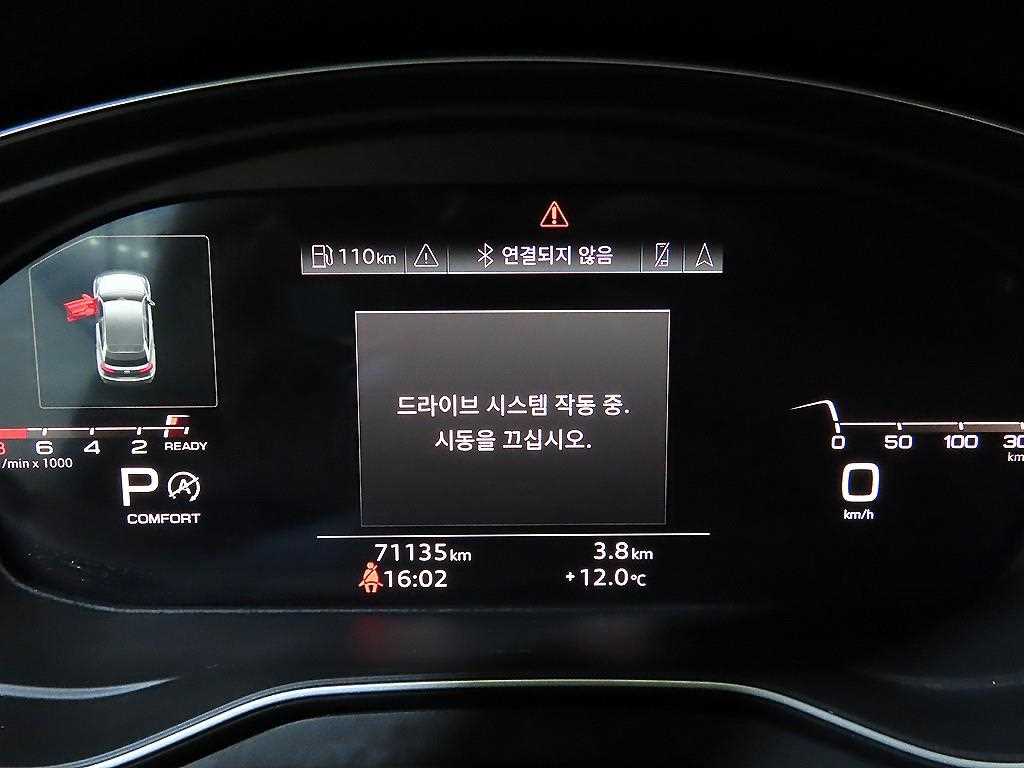 110km
연결되지 않음
드라이브 시스템 작동 중.
시동을 끄십시오.
8 6 4 2 READY
/min x 1000
P A
COMFORT
0 50 100 30
km
0
km/h
71135km 3.8km
16:02 +12.0°C